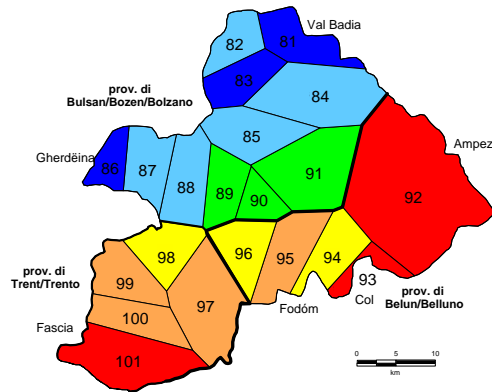 Val Badia
82
81
prov. di
Bulsan/Bozen/Bolzano
83
84
85
Ampez
Gherdëina
86
87
88
89
90
91
92
98
96
95
94
93
Col
prov. di
Belun/Belluno
prov. di
Trent/Trento
99
97
Fodóm
100
Fascia
101
0
5
10
km